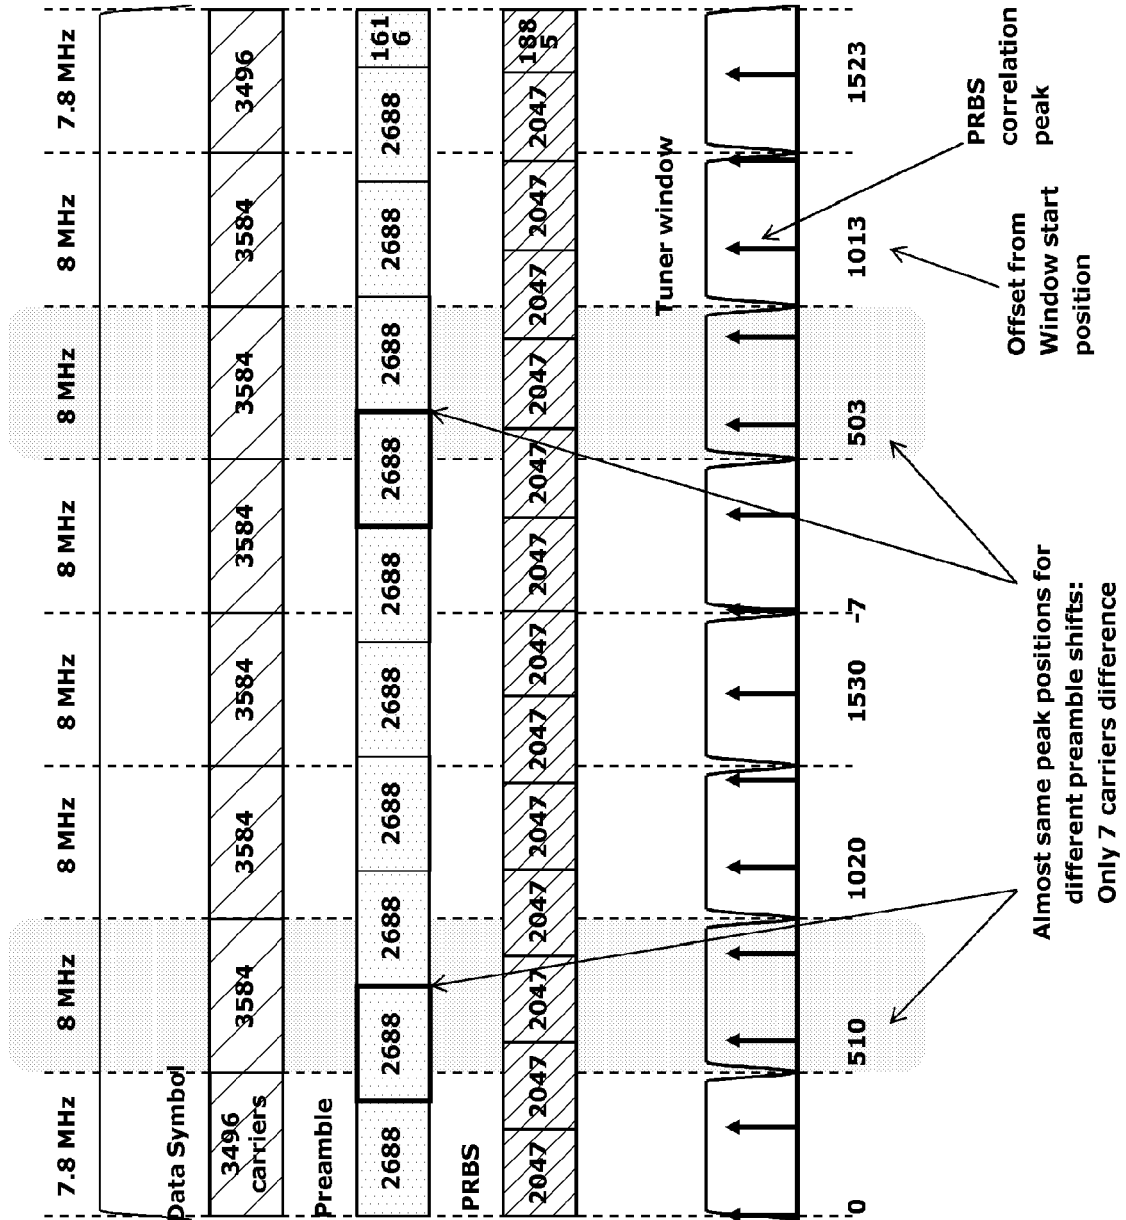 7.8 MHz 8 MHz 8 MHz 8 MHz 8 MHz 8 MHz 8 MHz 7.8 MHz
Data Symbol
3496
carriers
3584 3584 3584 3584 3584 3584 3496
Preamble
2688 2688 2688 2688 2688 2688 2688 2688 2688 2688
161
6
PRBS
2047 2047 2047 2047 2047 2047 2047 2047 2047 2047 2047 2047 2047
188
5
Tuner window
0 510 1020 1530 -7 503 1013 1523
PRBS
correlation
peak
Offset from
Window start
position
Almost same peak positions for
different preamble shifts:
Only 7 carriers difference